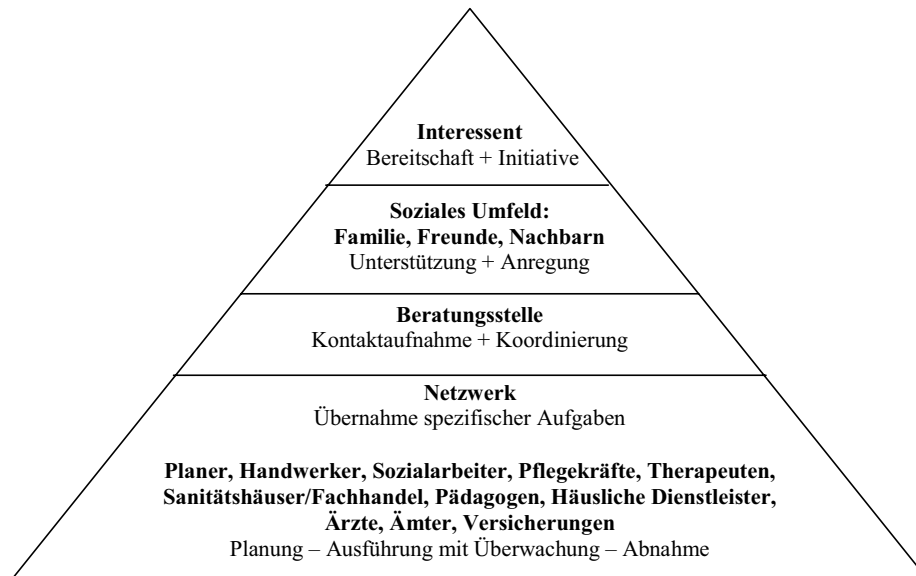 Interessent
Bereitschaft + Initiative
Soziales Umfeld:
Familie, Freunde, Nachbarn
Unterstützung + Anregung
Beratungsstelle
Kontaktaufnahme + Koordinierung
Netzwerk
Übernahme spezifischer Aufgaben
Planer, Handwerker, Sozialarbeiter, Pflegekräfte, Therapeuten,
Sanitätshäuser/Fachhandel, Pädagogen, Häusliche Dienstleister,
Ärzte, Ämter, Versicherungen
Planung – Ausführung mit Überwachung – Abnahme